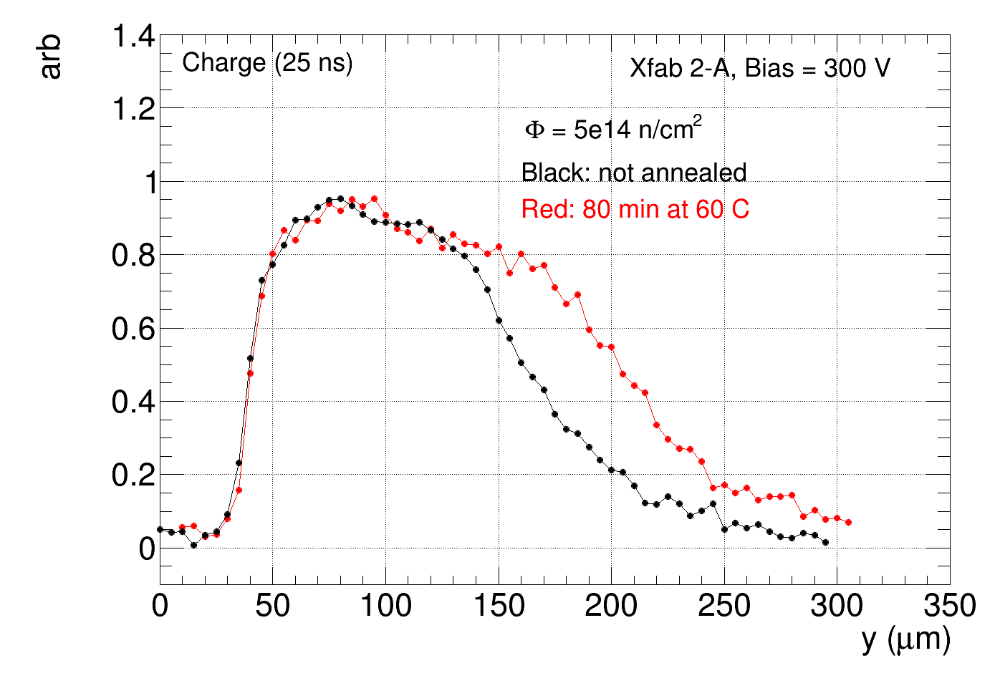 arb
1.4
Charge (25 ns)
Xfab 2-A, Bias = 300 V
1.2
Φ = 5e14 n/cm²
1
Black: not annealed
Red: 80 min at 60 C
0.8
0.6
0.4
0.2
0
0 50 100 150 200 250 300 350
y (μm)